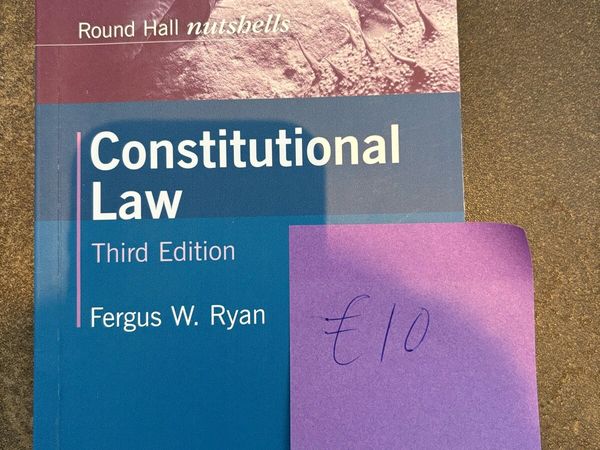 Round Hall nutshells
Constitutional
Law
Third Edition
Fergus W. Ryan
€10